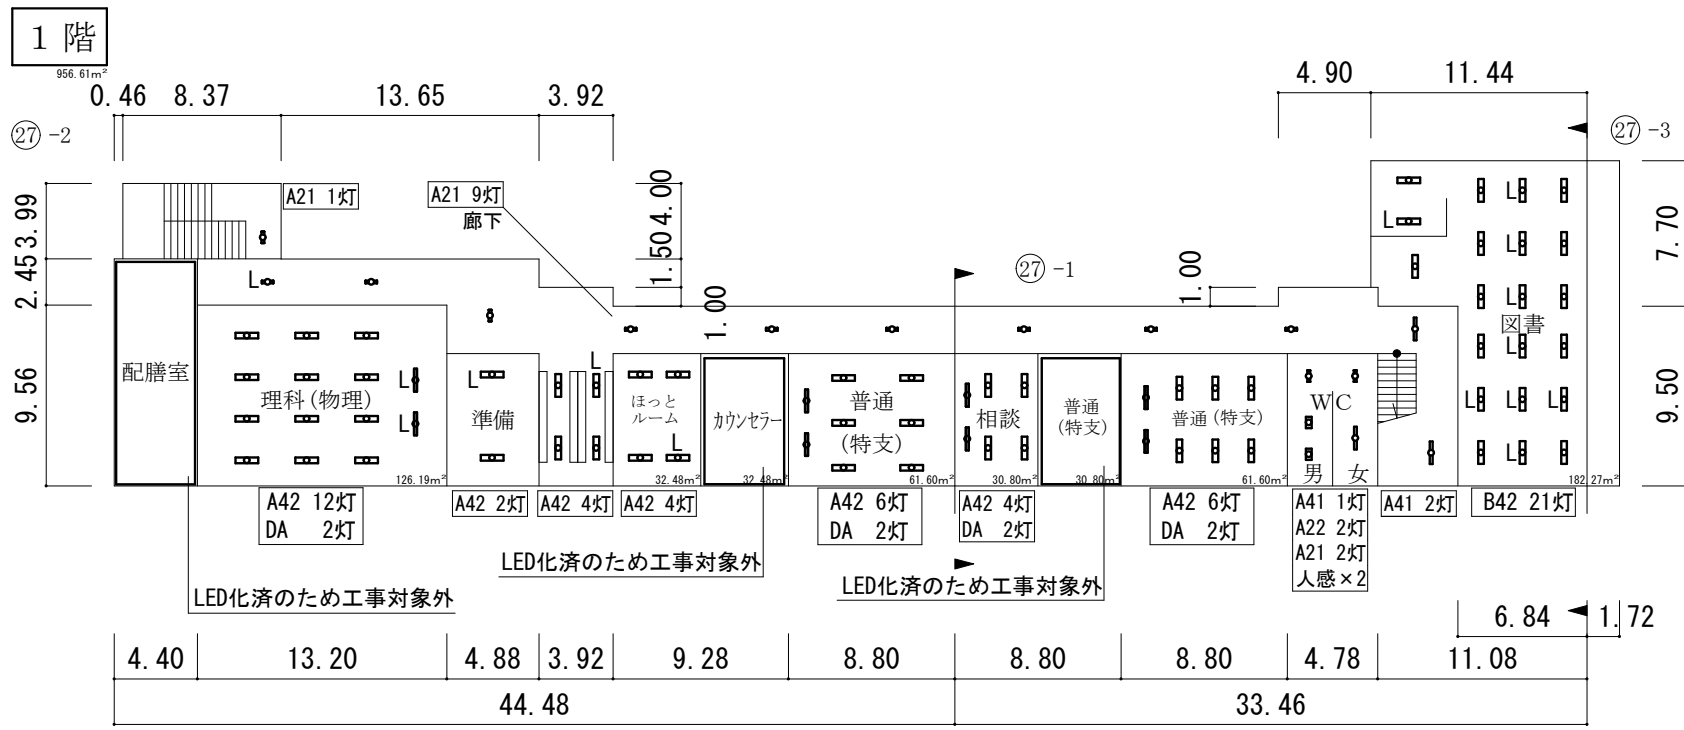 1 階
956.61m²
4.90 11.44
0.46 8.37 13.65 3.92
㉗ -2
㉗ -3
A21 1灯
A21 9灯
廊下
4.00
1.50
3.99
2.45
9.56
L
㉗ -1
1.00
1.00
L
L
L
L
L
7.70
9.50
図書
L
L
L L L
L
配膳室
理科(物理)
L
L
126.19m²
L
準備
L
ほっと
ルーム
L
32.48m²
カウンセラー
32.48m²
普通
(特支)
61.60m²
相談
30.80m²
普通
(特支)
30.80m²
普通(特支)
61.60m²
WC
男 女
182.27m²
A42 12灯
DA 2灯
A42 2灯
A42 4灯
A42 4灯
A42 6灯
DA 2灯
A42 4灯
DA 2灯
A42 6灯
DA 2灯
A41 1灯
A22 2灯
A21 2灯
人感×2
A41 2灯
B42 21灯
LED化済のため工事対象外
LED化済のため工事対象外
LED化済のため工事対象外
6.84 1.72
4.40 13.20 4.88 3.92 9.28 8.80 8.80 8.80 4.78 11.08
44.48 33.46